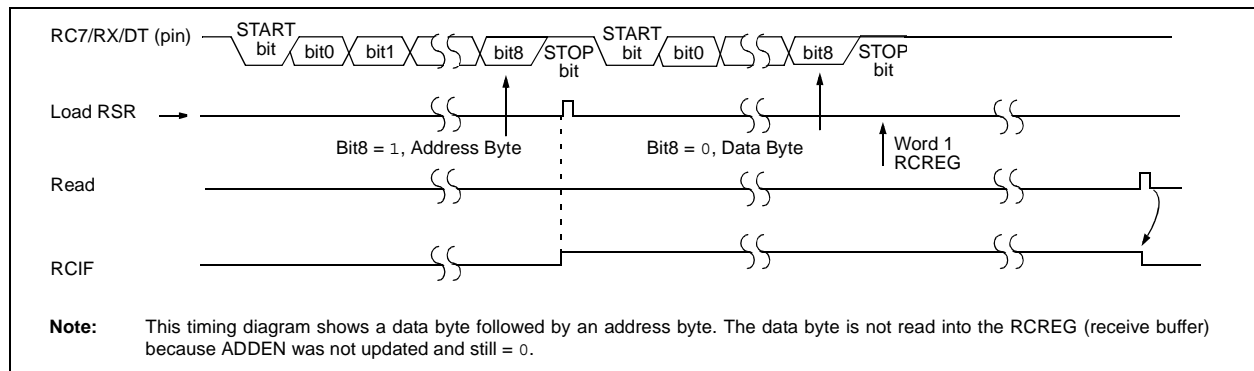 RC7/RX/DT (pin)
START
bit
bit0
bit1
bit8
STOP
bit
START
bit
bit0
bit8
STOP
bit
Load RSR
Bit8 = 1, Address Byte
Bit8 = 0, Data Byte
Word 1
RCREG
Read
RCIF
Note: This timing diagram shows a data byte followed by an address byte. The data byte is not read into the RCREG (receive buffer)
because ADDEN was not updated and still = 0.